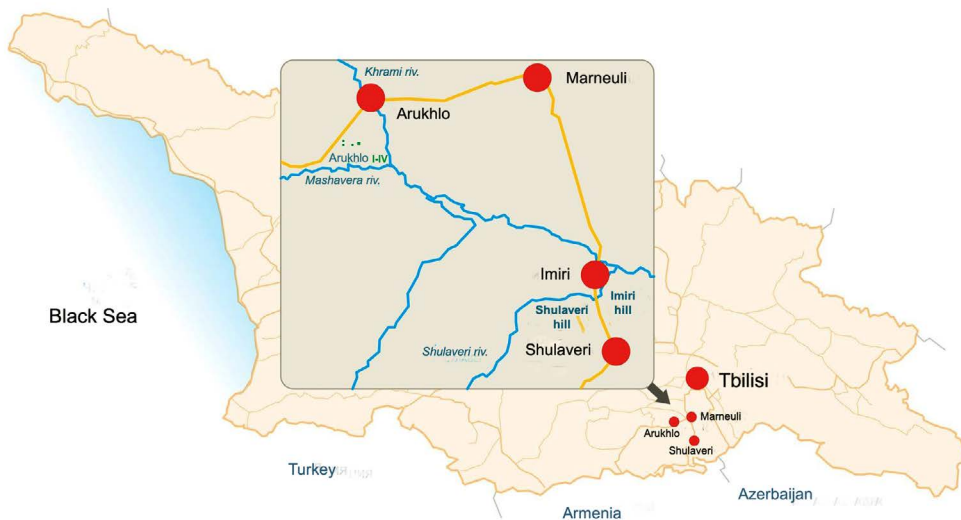 Khrami riv.
Marneuli
Arukhlo
Arukhlo I-IV
Mashavera riv.
Imiri
Shulaveri
hill
Imiri
hill
Black Sea
Shulaveri riv.
Shulaveri
Tbilisi
Marneuli
Arukhlo
Shulaveri
Turkey
Azerbaijan
Armenia